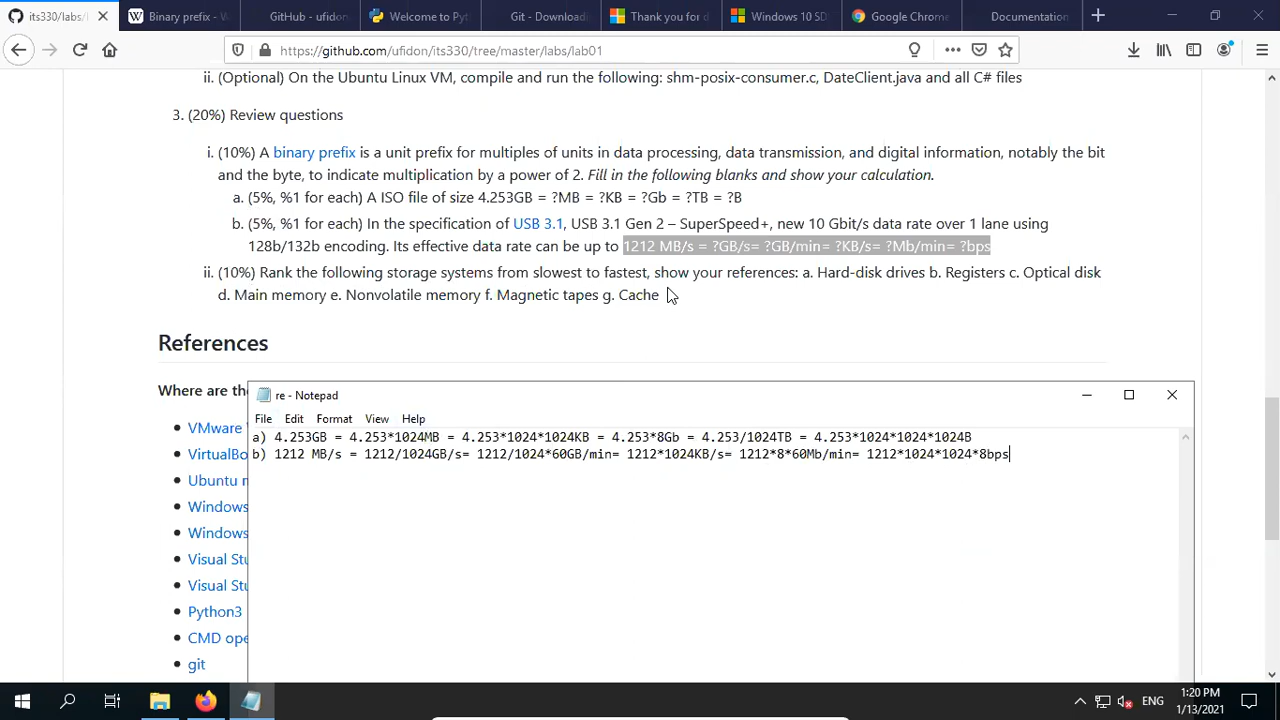 its330/labs/
Binary prefix - W
GitHub - ufidon
Welcome to Pyt
Git - Downloadi
Thank you for d
Windows 10 SD
Google Chrome
Documentation
https://github.com/ufidon/its330/tree/master/labs/lab01
ii. (Optional) On the Ubuntu Linux VM, compile and run the following: shm-posix-consumer.c, DateClient.java and all C# files
3. (20%) Review questions
i. (10%) A binary prefix is a unit prefix for multiples of units in data processing, data transmission, and digital information, notably the bit
and the byte, to indicate multiplication by a power of 2. Fill in the following blanks and show your calculation.
a. (5%, %1 for each) A ISO file of size 4.253GB = ?MB = ?KB = ?Gb = ?TB = ?B
b. (5%, %1 for each) In the specification of USB 3.1, USB 3.1 Gen 2 – SuperSpeed+, new 10 Gbit/s data rate over 1 lane using
128b/132b encoding. Its effective data rate can be up to 1212 MB/s = ?GB/s= ?GB/min= ?KB/s= ?Mb/min= ?bps
ii. (10%) Rank the following storage systems from slowest to fastest, show your references: a. Hard-disk drives b. Registers c. Optical disk
d. Main memory e. Nonvolatile memory f. Magnetic tapes g. Cache
References
Where are the
VMware
VirtualBo
Ubuntu
Windows
Windows
Visual Stu
Visual Stu
Python3
CMD ope
git
re - Notepad
File Edit Format View Help
a) 4.253GB = 4.253*1024MB = 4.253*1024*1024KB = 4.253*8Gb = 4.253/1024TB = 4.253*1024*1024*1024B
b) 1212 MB/s = 1212/1024GB/s= 1212/1024*60GB/min= 1212*1024KB/s= 1212*8*60Mb/min= 1212*1024*1024*8bps
ENG
1:20 PM
1/13/2021